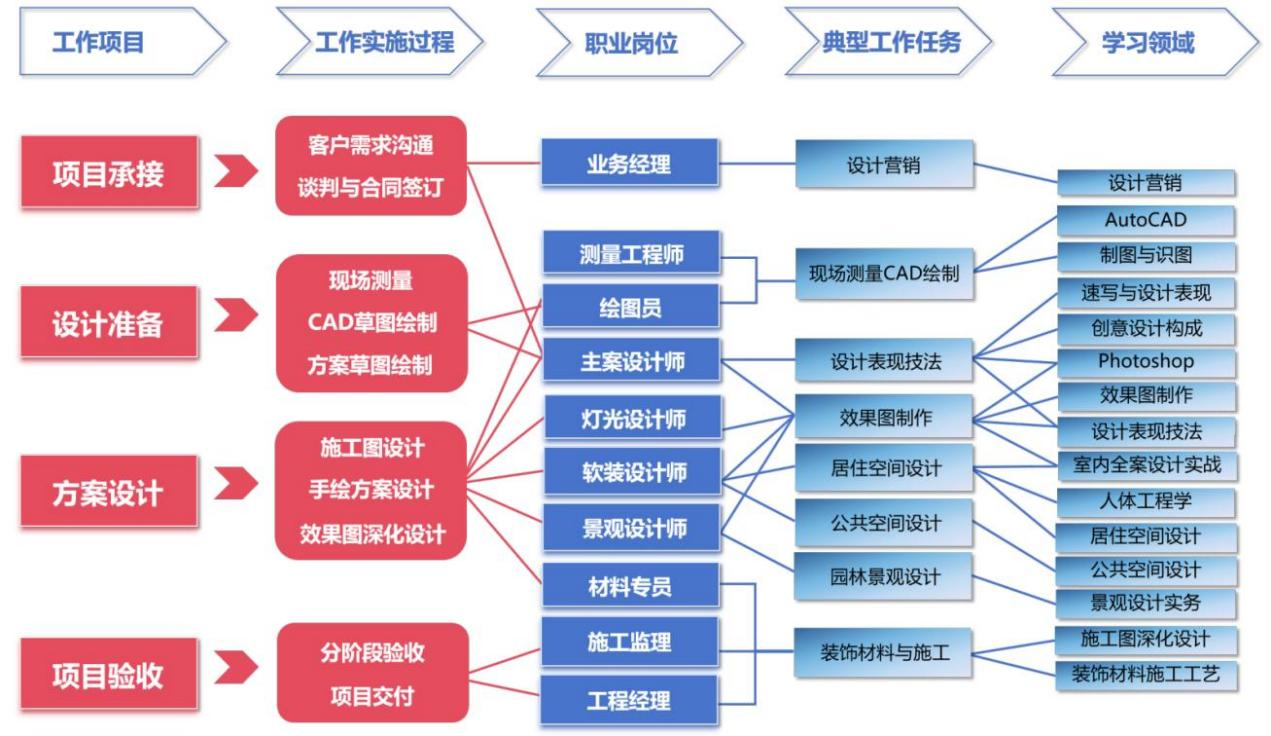 工作项目
工作实施过程
职业岗位
典型工作任务
学习领域
项目承接
客户需求沟通
谈判与合同签订
设计准备
现场测量
CAD草图绘制
方案草图绘制
方案设计
施工图设计
手绘方案设计
效果图深化设计
项目验收
分阶段验收
项目交付
业务经理
测量工程师
绘图员
主案设计师
灯光设计师
软装设计师
景观设计师
材料专员
施工监理
工程经理
设计营销
现场测量CAD绘制
设计表现技法
效果图制作
居住空间设计
公共空间设计
园林景观设计
装饰材料与施工
设计营销
AutoCAD
制图与识图
速写与设计表现
创意设计构成
Photoshop
效果图制作
设计表现技法
室内全案设计实战
人体工程学
居住空间设计
公共空间设计
景观设计实务
施工图深化设计
装饰材料施工工艺